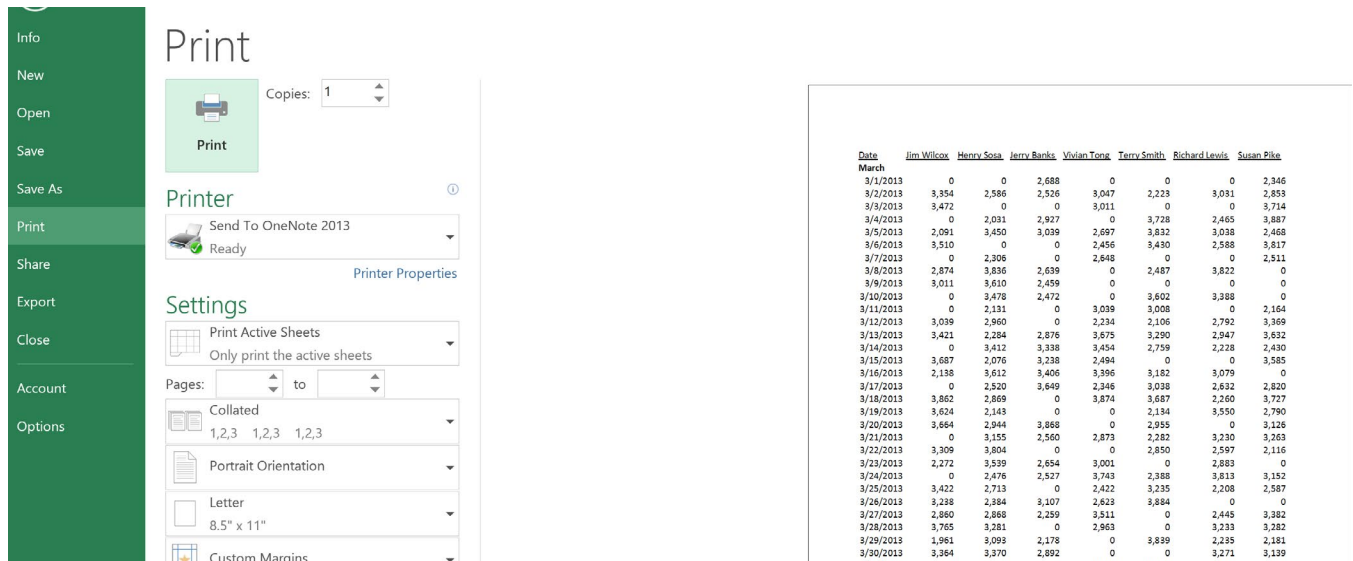 Info
New
Open
Save
Save As
Print
Share
Export
Close
Account
Options
Print
Print
Copies: 1
Printer
Send To OneNote 2013
Ready
Printer Properties
Settings
Print Active Sheets
Only print the active sheets
Pages: to
Collated
1,2,3 1,2,3 1,2,3
Portrait Orientation
Letter
8.5" x 11"
Custom Margins
Date Jim Wilcox Henry Sosa Jerry Banks Vivian Tong Terry Smith Richard Lewis Susan Pike
March
3/1/2013 0 0 2,688 0 0 0 2,346
3/2/2013 3,354 2,586 2,526 3,047 2,223 3,031 2,853
3/3/2013 3,472 0 0 3,011 0 0 3,714
3/4/2013 0 2,031 2,927 0 3,728 2,465 3,887
3/5/2013 2,091 3,450 3,039 2,697 3,832 3,038 2,468
3/6/2013 3,510 0 0 2,456 3,430 2,588 3,817
3/7/2013 0 2,306 0 2,648 0 0 2,511
3/8/2013 2,874 3,836 2,639 0 2,487 3,822 0
3/9/2013 3,011 3,610 2,459 0 0 0 0
3/10/2013 0 3,478 2,472 0 3,602 3,388 0
3/11/2013 0 2,131 0 3,039 3,008 0 2,164
3/12/2013 3,039 2,960 0 2,234 2,106 2,792 3,369
3/13/2013 3,421 2,284 2,876 3,675 3,290 2,947 3,632
3/14/2013 0 3,412 3,338 3,454 2,759 2,228 2,430
3/15/2013 3,687 2,076 3,238 2,494 0 0 3,585
3/16/2013 2,138 3,612 3,406 3,396 3,182 3,079 0
3/17/2013 0 2,520 3,649 2,346 3,038 2,632 2,820
3/18/2013 3,862 2,869 0 3,874 3,687 2,260 3,727
3/19/2013 3,624 2,143 0 0 2,134 3,550 2,790
3/20/2013 3,664 2,944 3,868 0 2,955 0 3,126
3/21/2013 0 3,155 2,560 2,873 2,282 3,230 3,263
3/22/2013 3,309 3,804 0 0 2,850 2,597 2,116
3/23/2013 2,272 3,539 2,654 3,001 0 2,883 0
3/24/2013 0 2,476 2,527 3,743 2,388 3,813 3,152
3/25/2013 3,422 2,713 0 2,422 3,235 2,208 2,587
3/26/2013 3,238 2,384 3,107 2,623 3,884 0 0
3/27/2013 2,860 2,868 2,259 3,511 0 2,445 3,382
3/28/2013 3,765 3,281 0 2,963 0 3,233 3,282
3/29/2013 1,961 3,093 2,178 0 3,839 2,235 2,181
3/30/2013 3,364 3,370 2,892 0 0 3,271 3,139